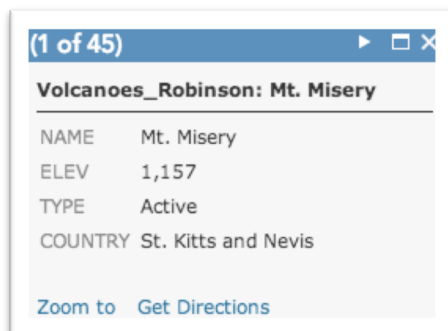 (1 of 45)
Volcanoes_Robinson: Mt. Misery
NAME Mt. Misery
ELEV 1,157
TYPE Active
COUNTRY St. Kitts and Nevis
Zoom to Get Directions